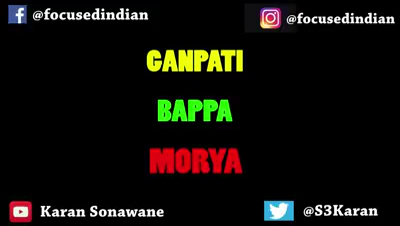 @focusedindian
@focusedindian
GANPATI
BAPPA
MORYA
Karan Sonawane
@S3Karan